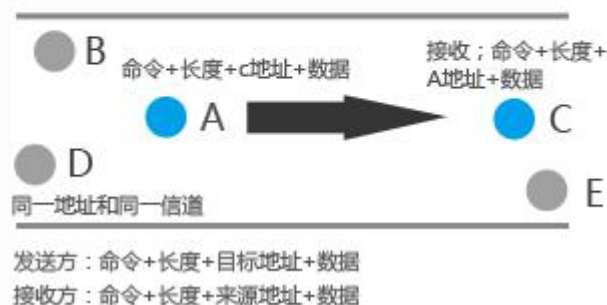 B
命令+长度+c地址+数据
接收；命令+长度+
A地址+数据
A
C
D
E
同一地址和同一信道
发送方：命令+长度+目标地址+数据
接收方：命令+长度+来源地址+数据